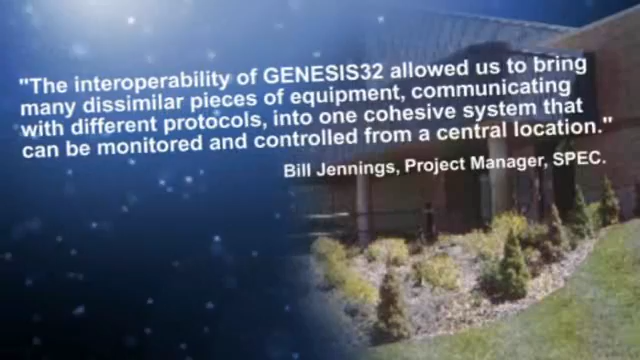 "The interoperability of GENESIS32 allowed us to bring
many dissimilar pieces of equipment, communicating
with different protocols, into one cohesive system that
can be monitored and controlled from a central location."
Bill Jennings, Project Manager, SPEC.